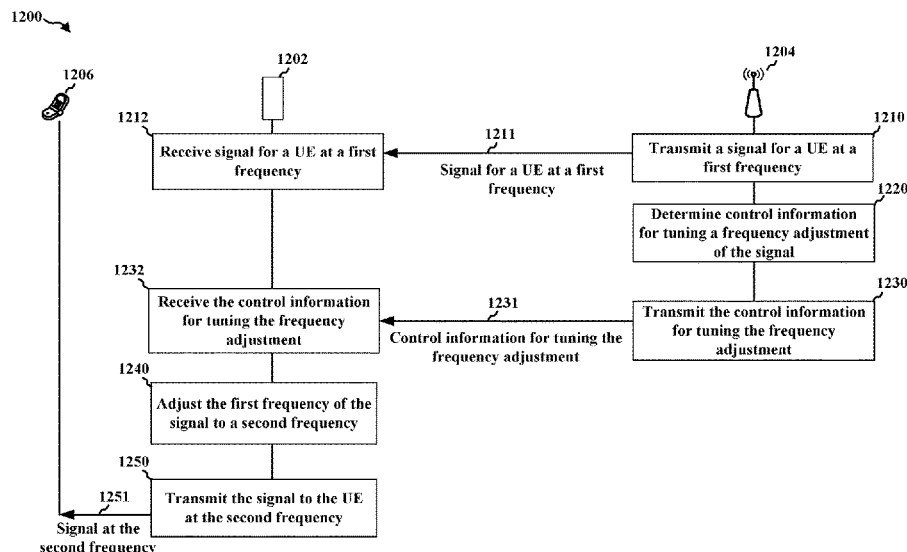 1200
1206
1202
1204
1212
Receive signal for a UE at a first
frequency
1211
Signal for a UE at a first
frequency
1210
Transmit a signal for a UE at a
first frequency
1220
Determine control information
for tuning a frequency adjustment
of the signal
1232
Receive the control information
for tuning the frequency
adjustment
1231
Control information for tuning the
frequency adjustment
1230
Transmit the control information
for tuning the frequency
adjustment
1240
Adjust the first frequency of the
signal to a second frequency
1250
Transmit the signal to the UE
at the second frequency
1251
Signal at the
second frequency